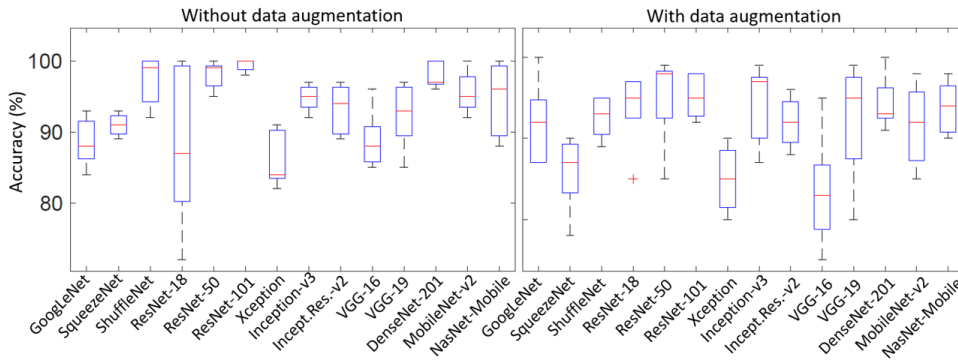 Without data augmentation
With data augmentation
Accuracy (%)
100
90
80
GoogLeNet
SqueezeNet
ShuffleNet
ResNet-18
ResNet-50
ResNet-101
Xception
Inception-v3
Incept.Res.-v2
VGG-16
VGG-19
DenseNet-201
MobileNet-v2
NasNet-Mobile
GoogLeNet
SqueezeNet
ShuffleNet
ResNet-18
ResNet-50
ResNet-101
Xception
Inception-v3
Incept.Res.-v2
VGG-16
VGG-19
DenseNet-201
MobileNet-v2
NasNet-Mobile